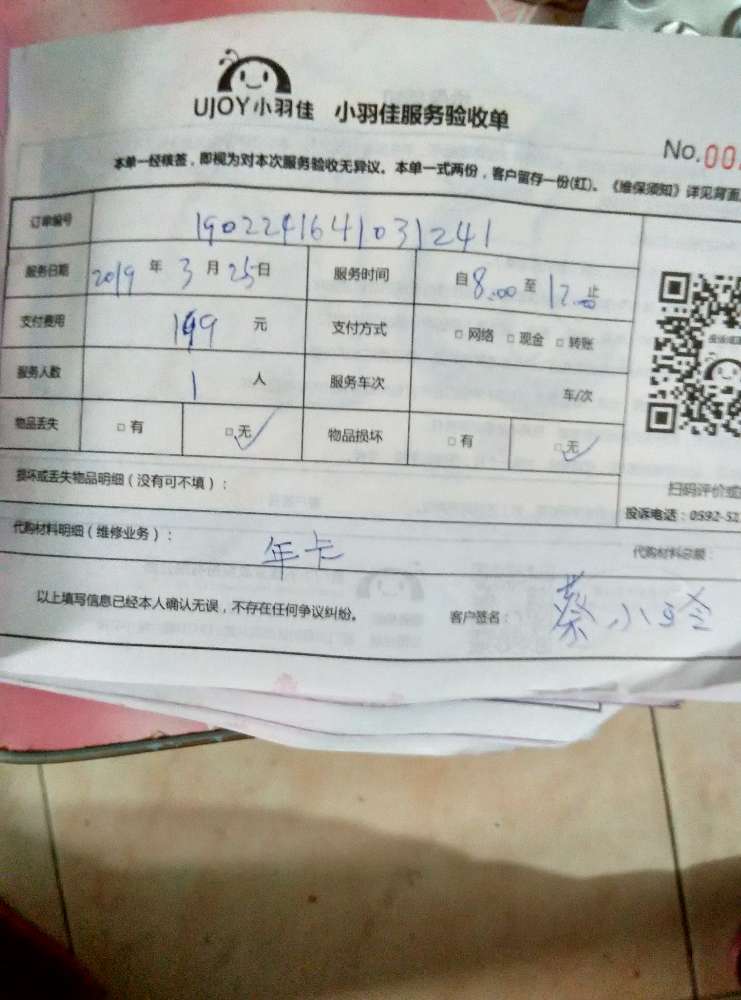 UJOY小羽佳 小羽佳服务验收单
No.00
本单一经核签，即视为对本次服务验收无异议。本单一式两份，客户留存一份(红)。《维保须知》详见背面
订单编号 1902241641031241
服务日期 2019 年 3 月 25 日 服务时间 自 8:00 至 12:00 止
支付费用 149 元 支付方式 □ 网络 □ 现金 □ 转账
服务人数 1 人 服务车次 车/次
物品丢失 □ 有 □ 无 物品损坏 □ 有 □ 无
损坏或丢失物品明细（没有可不填）：
扫码评价或
投诉电话：0592-51
代购材料明细（维修业务）： 年卡 代购材料总额：
以上填写信息已经本人确认无误，不存在任何争议纠纷。 客户签名： 蔡小玲